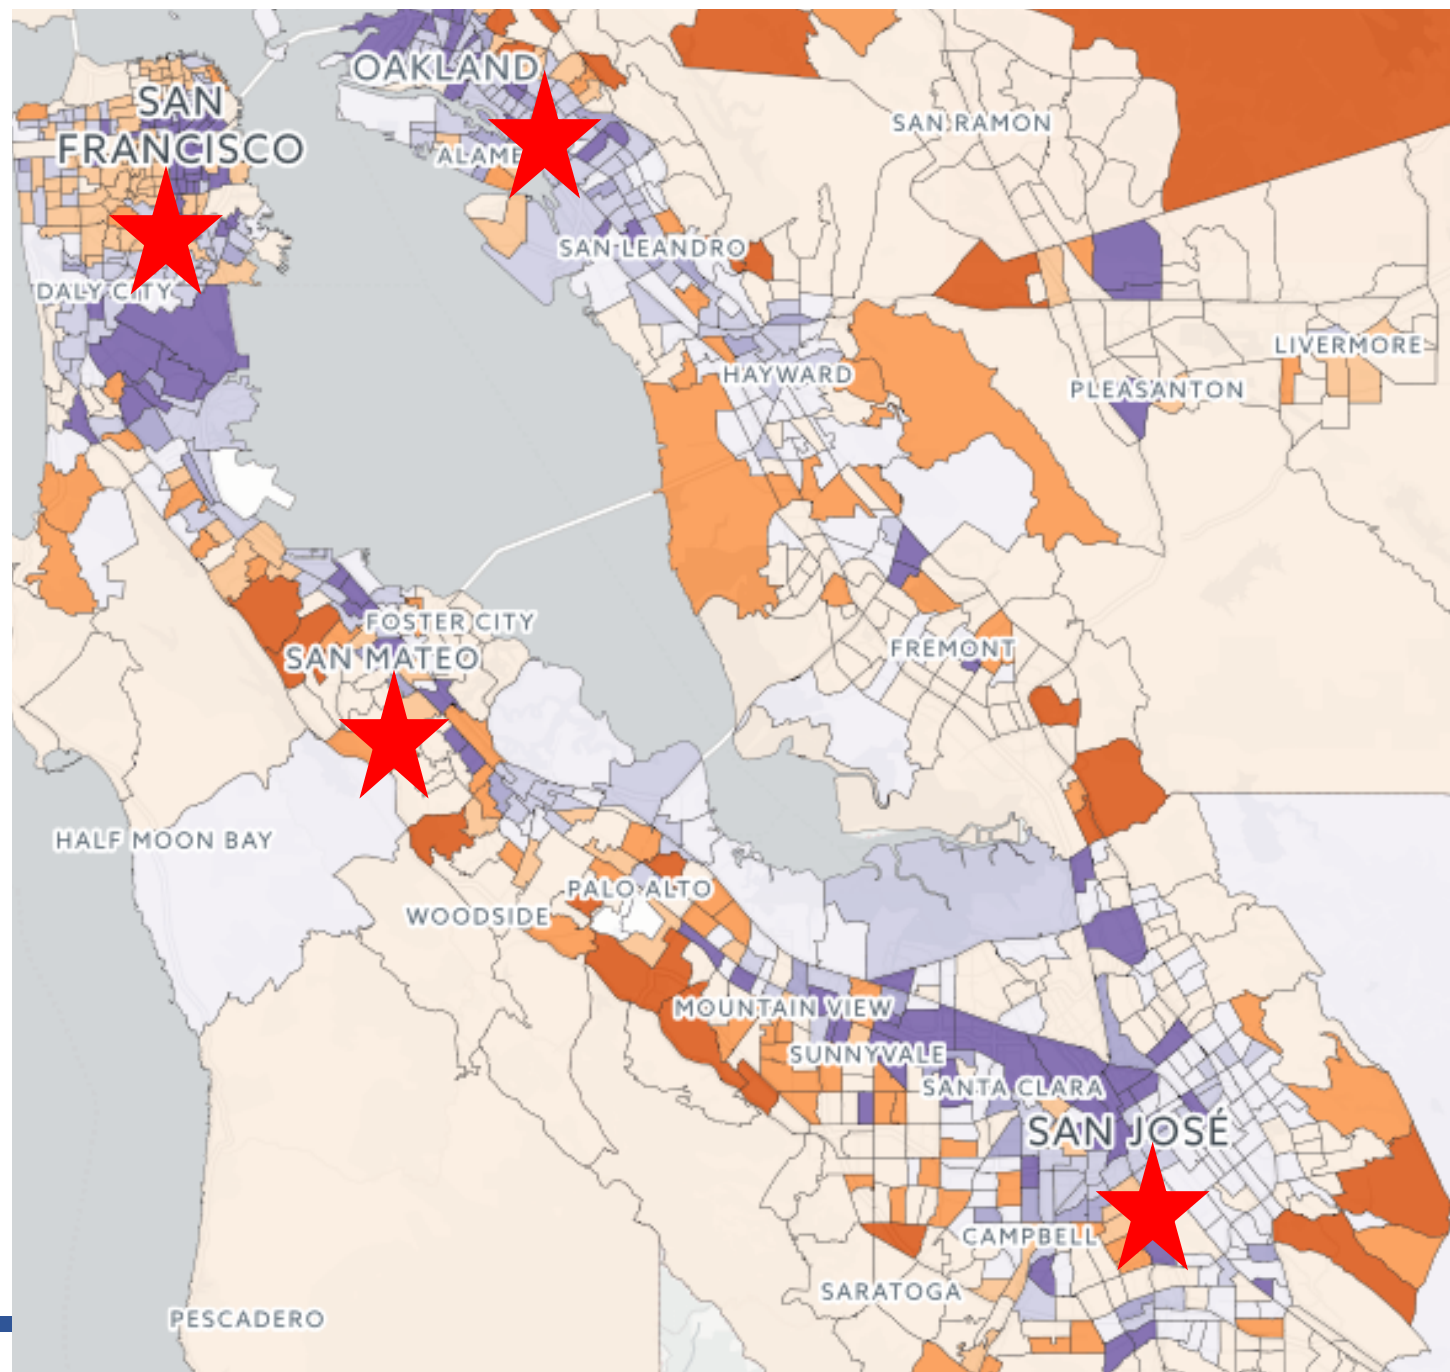 OAKLAND
SAN
FRANCISCO
SAN RAMON
ALAME
SAN LEANDRO
DALY CITY
LIVERMORE
HAYWARD
PLEASANTON
FOSTER CITY
SAN MATEO
FREMONT
HALF MOON BAY
PALO ALTO
WOODSIDE
MOUNTAIN VIEW
SUNNYVALE
SANTA CLARA
SAN JOSÉ
CAMPBELL
SARATOGA
PESCADERO